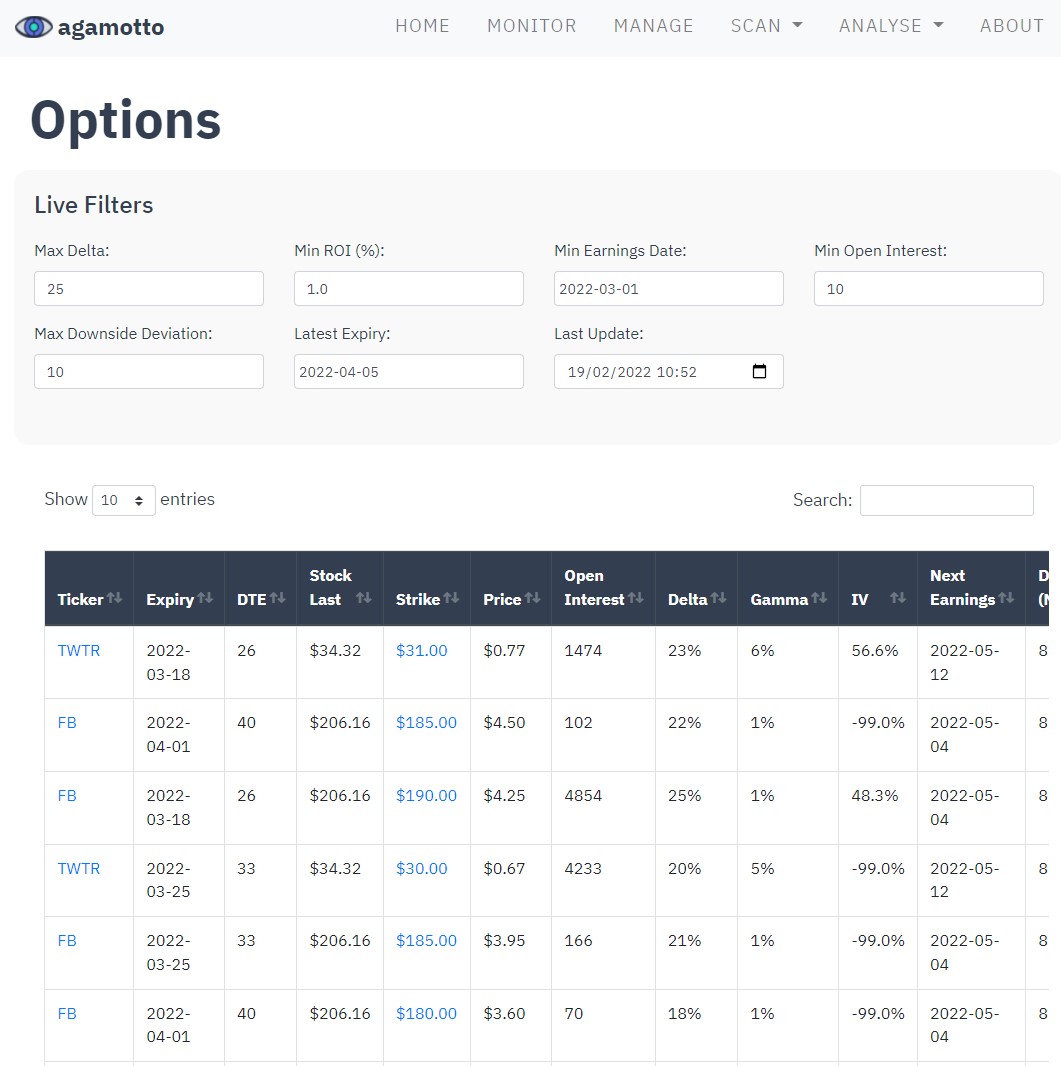 agamotto
HOME MONITOR MANAGE SCAN ANALYSE ABOUT
Options
Live Filters
Max Delta: Min ROI (%): Min Earnings Date: Min Open Interest:
25 1.0 2022-03-01 10
Max Downside Deviation: Latest Expiry: Last Update:
10 2022-04-05 19/02/2022 10:52
Show 10 entries Search:
Ticker Expiry DTE Stock Last Strike Price Open Interest Delta Gamma IV Next Earnings
TWTR 2022-03-18 26 $34.32 $31.00 $0.77 1474 23% 6% 56.6% 2022-05-12 8
FB 2022-04-01 40 $206.16 $185.00 $4.50 102 22% 1% -99.0% 2022-05-04 8
FB 2022-03-18 26 $206.16 $190.00 $4.25 4854 25% 1% 48.3% 2022-05-04 8
TWTR 2022-03-25 33 $34.32 $30.00 $0.67 4233 20% 5% -99.0% 2022-05-12 8
FB 2022-03-25 33 $206.16 $185.00 $3.95 166 21% 1% -99.0% 2022-05-04 8
FB 2022-04-01 40 $206.16 $180.00 $3.60 70 18% 1% -99.0% 2022-05-04 8